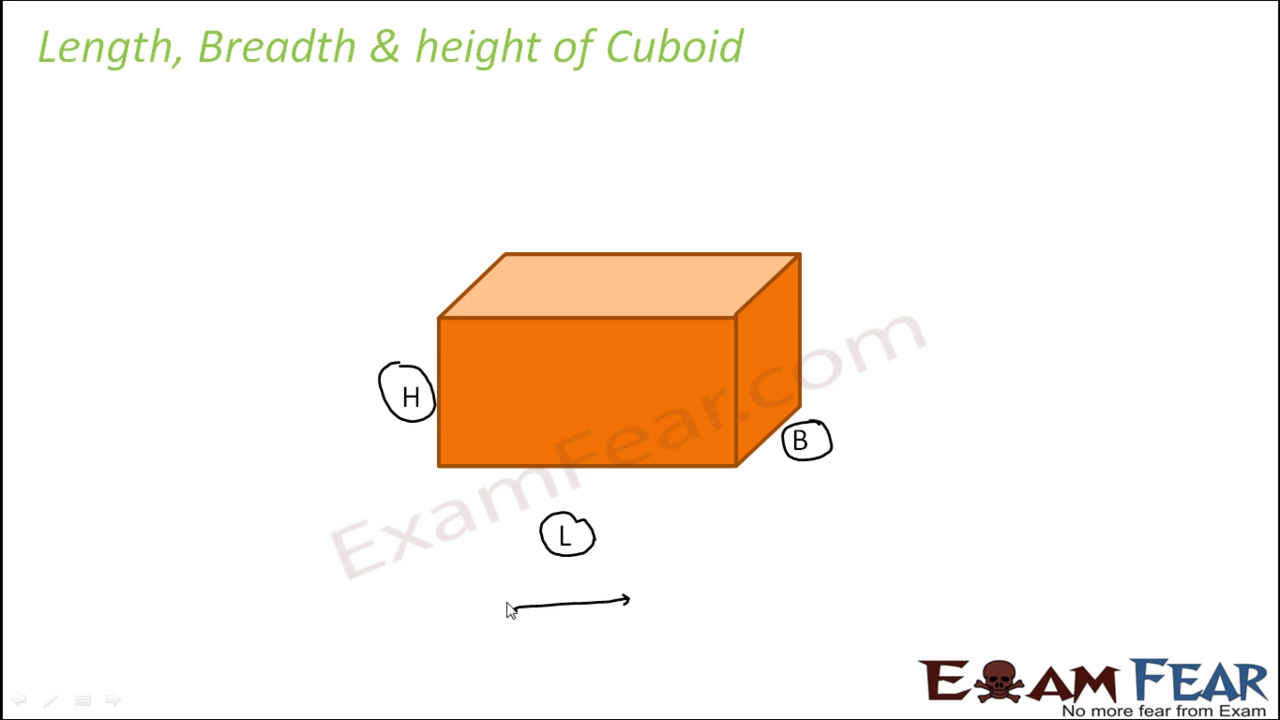 Length, Breadth & height of Cuboid
H
B
L
ExamFear.com
EXAM FEAR
No more fear from Exam